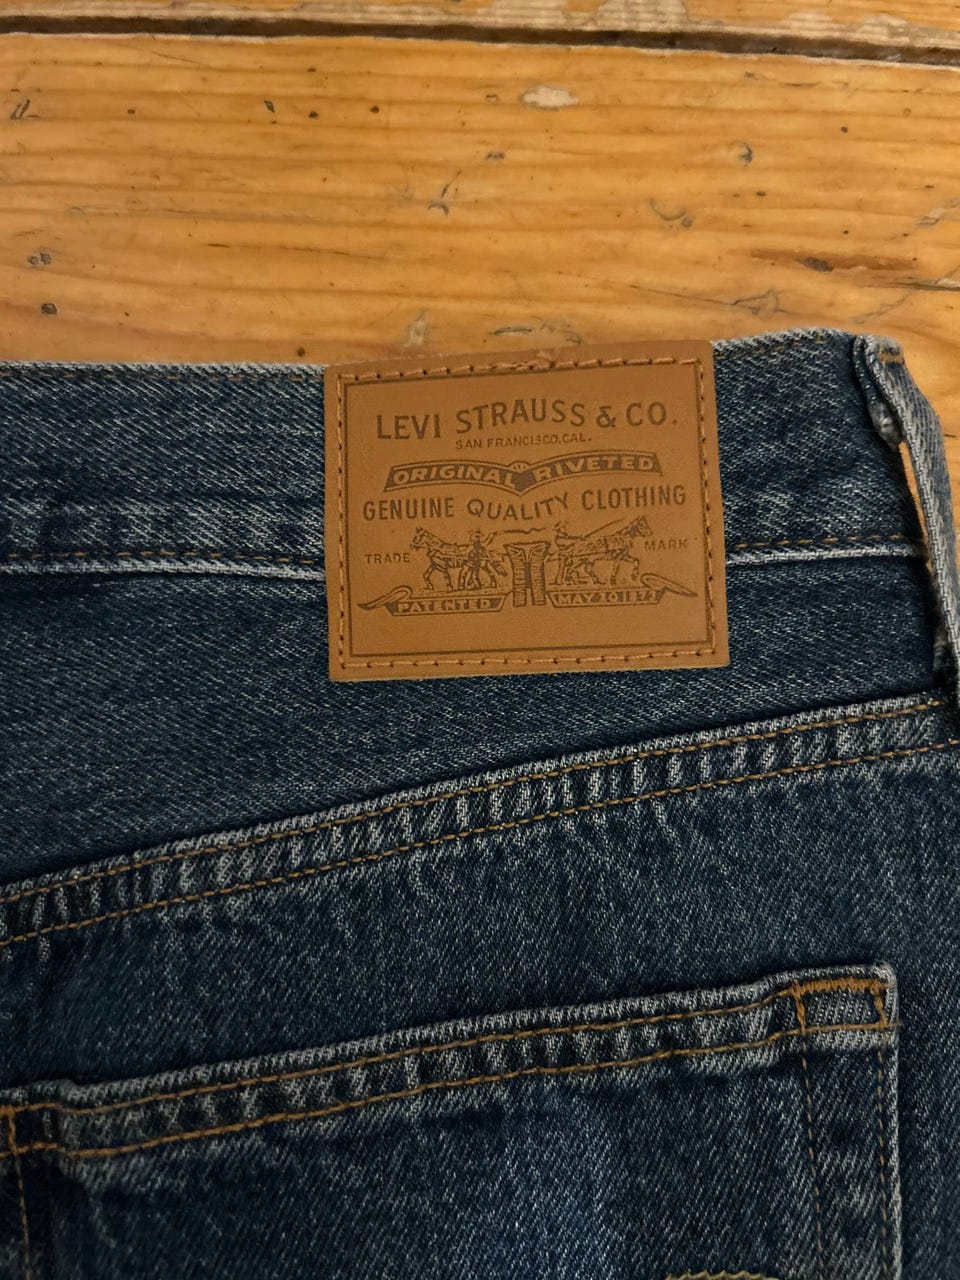 LEVI STRAUSS & CO.
SAN FRANCISCO,CAL.
ORIGINAL RIVETED
GENUINE QUALITY CLOTHING
TRADE MARK
PATENTED MAY 20 1873